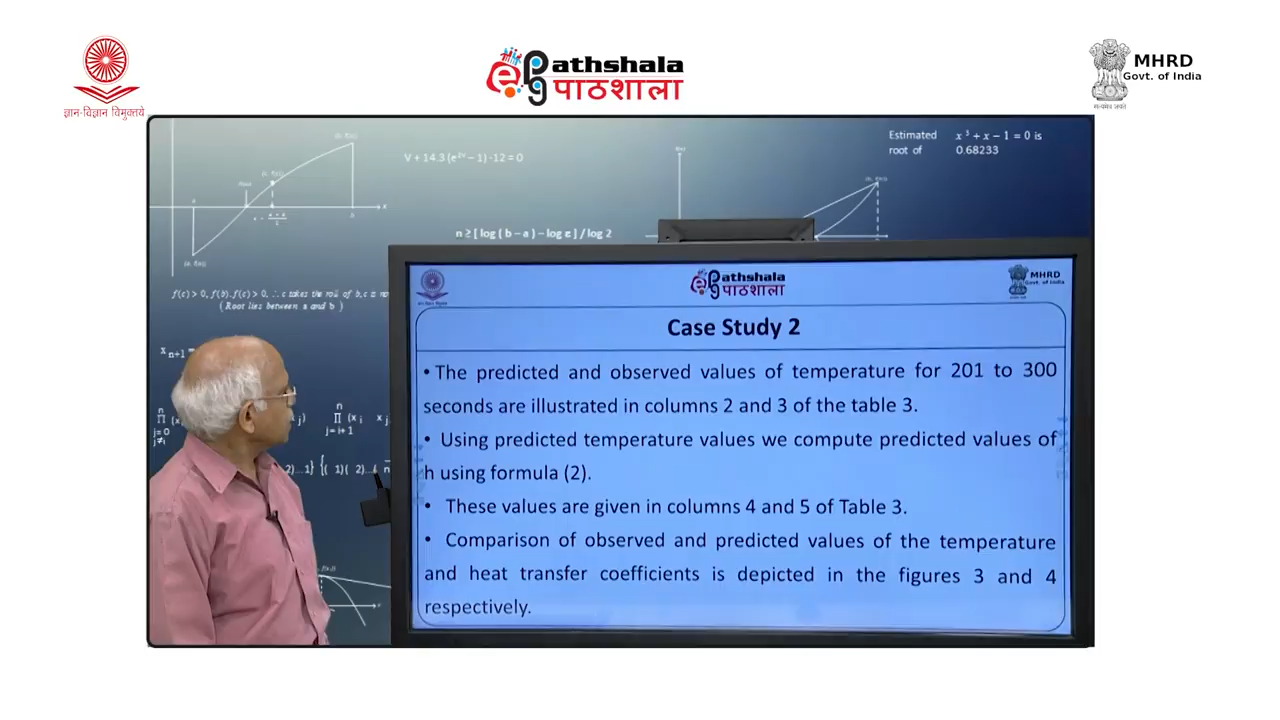 ज्ञान-विज्ञान विमुक्तये
ePathshala
पाठशाला
MHRD
Govt. of India
V + 14.3 (e²ⱽ − 1) · 12 = 0
Estimated root of x³ + x − 1 = 0 is 0.68233
n ≥ [ log ( b − a ) − log ε ] / log 2
f(c) > 0, f(b).f(c) > 0, ∴ c takes the roll of b, c is
( Root lies between a and b )
x n+1 =
Pathshala
पाठशाला
MHRD
Govt. of India
Case Study 2
• The predicted and observed values of temperature for 201 to 300
seconds are illustrated in columns 2 and 3 of the table 3.
• Using predicted temperature values we compute predicted values of
h using formula (2).
• These values are given in columns 4 and 5 of Table 3.
• Comparison of observed and predicted values of the temperature
and heat transfer coefficients is depicted in the figures 3 and 4
respectively.